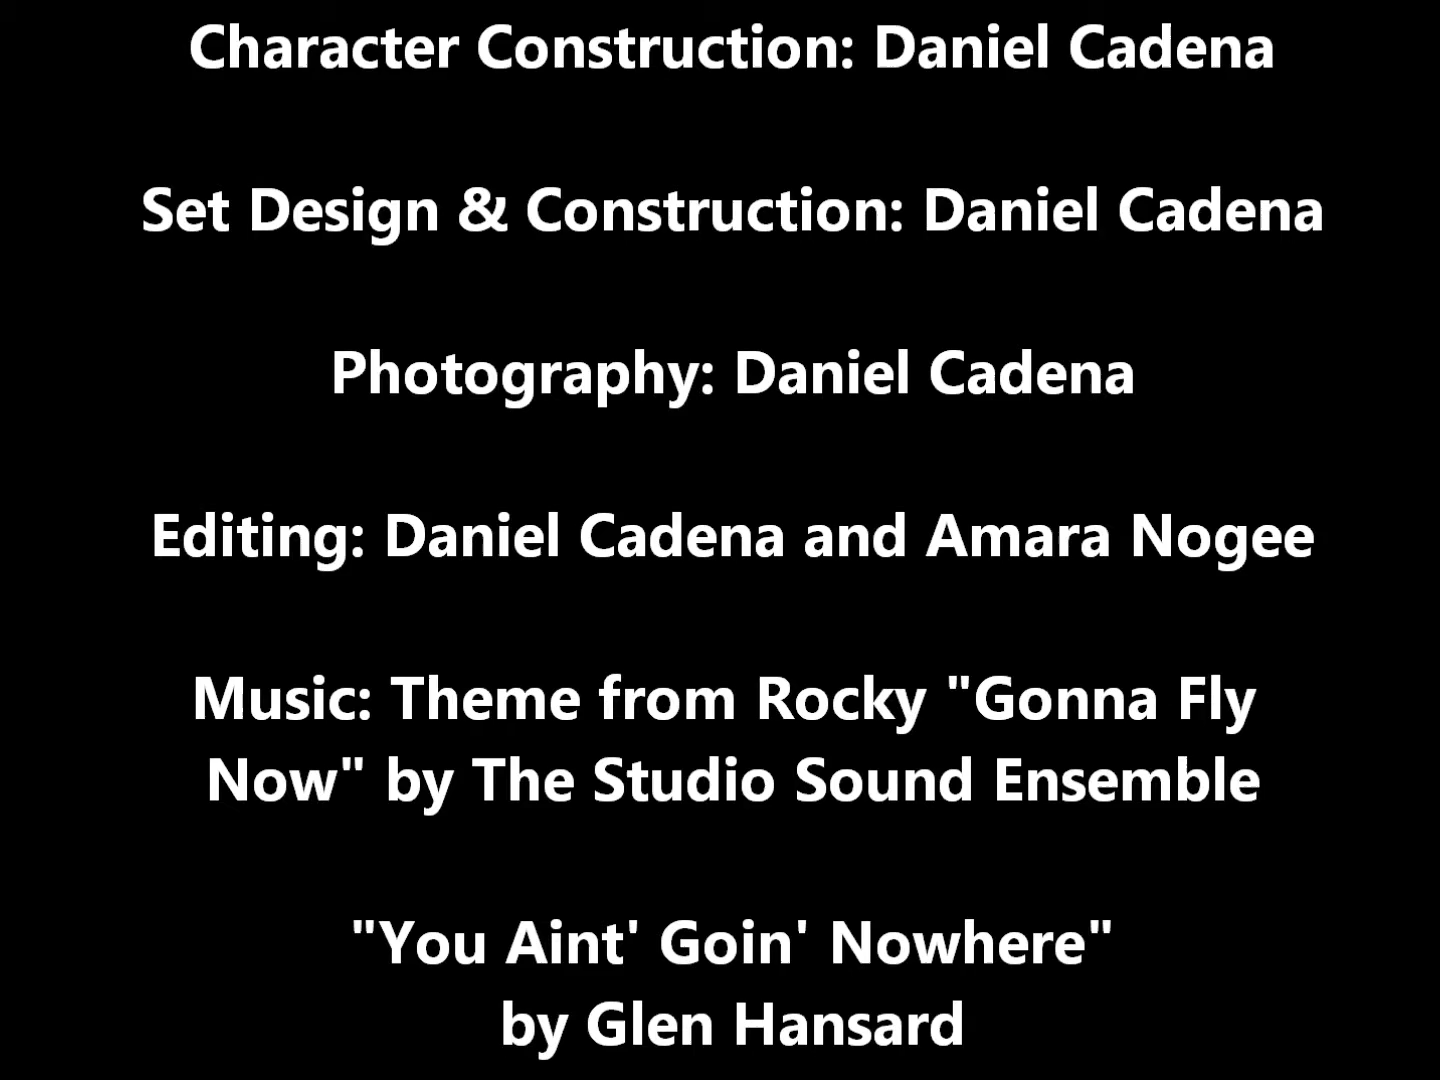 Character Construction: Daniel Cadena
Set Design & Construction: Daniel Cadena
Photography: Daniel Cadena
Editing: Daniel Cadena and Amara Nogee
Music: Theme from Rocky "Gonna Fly
Now" by The Studio Sound Ensemble
"You Aint' Goin' Nowhere"
by Glen Hansard